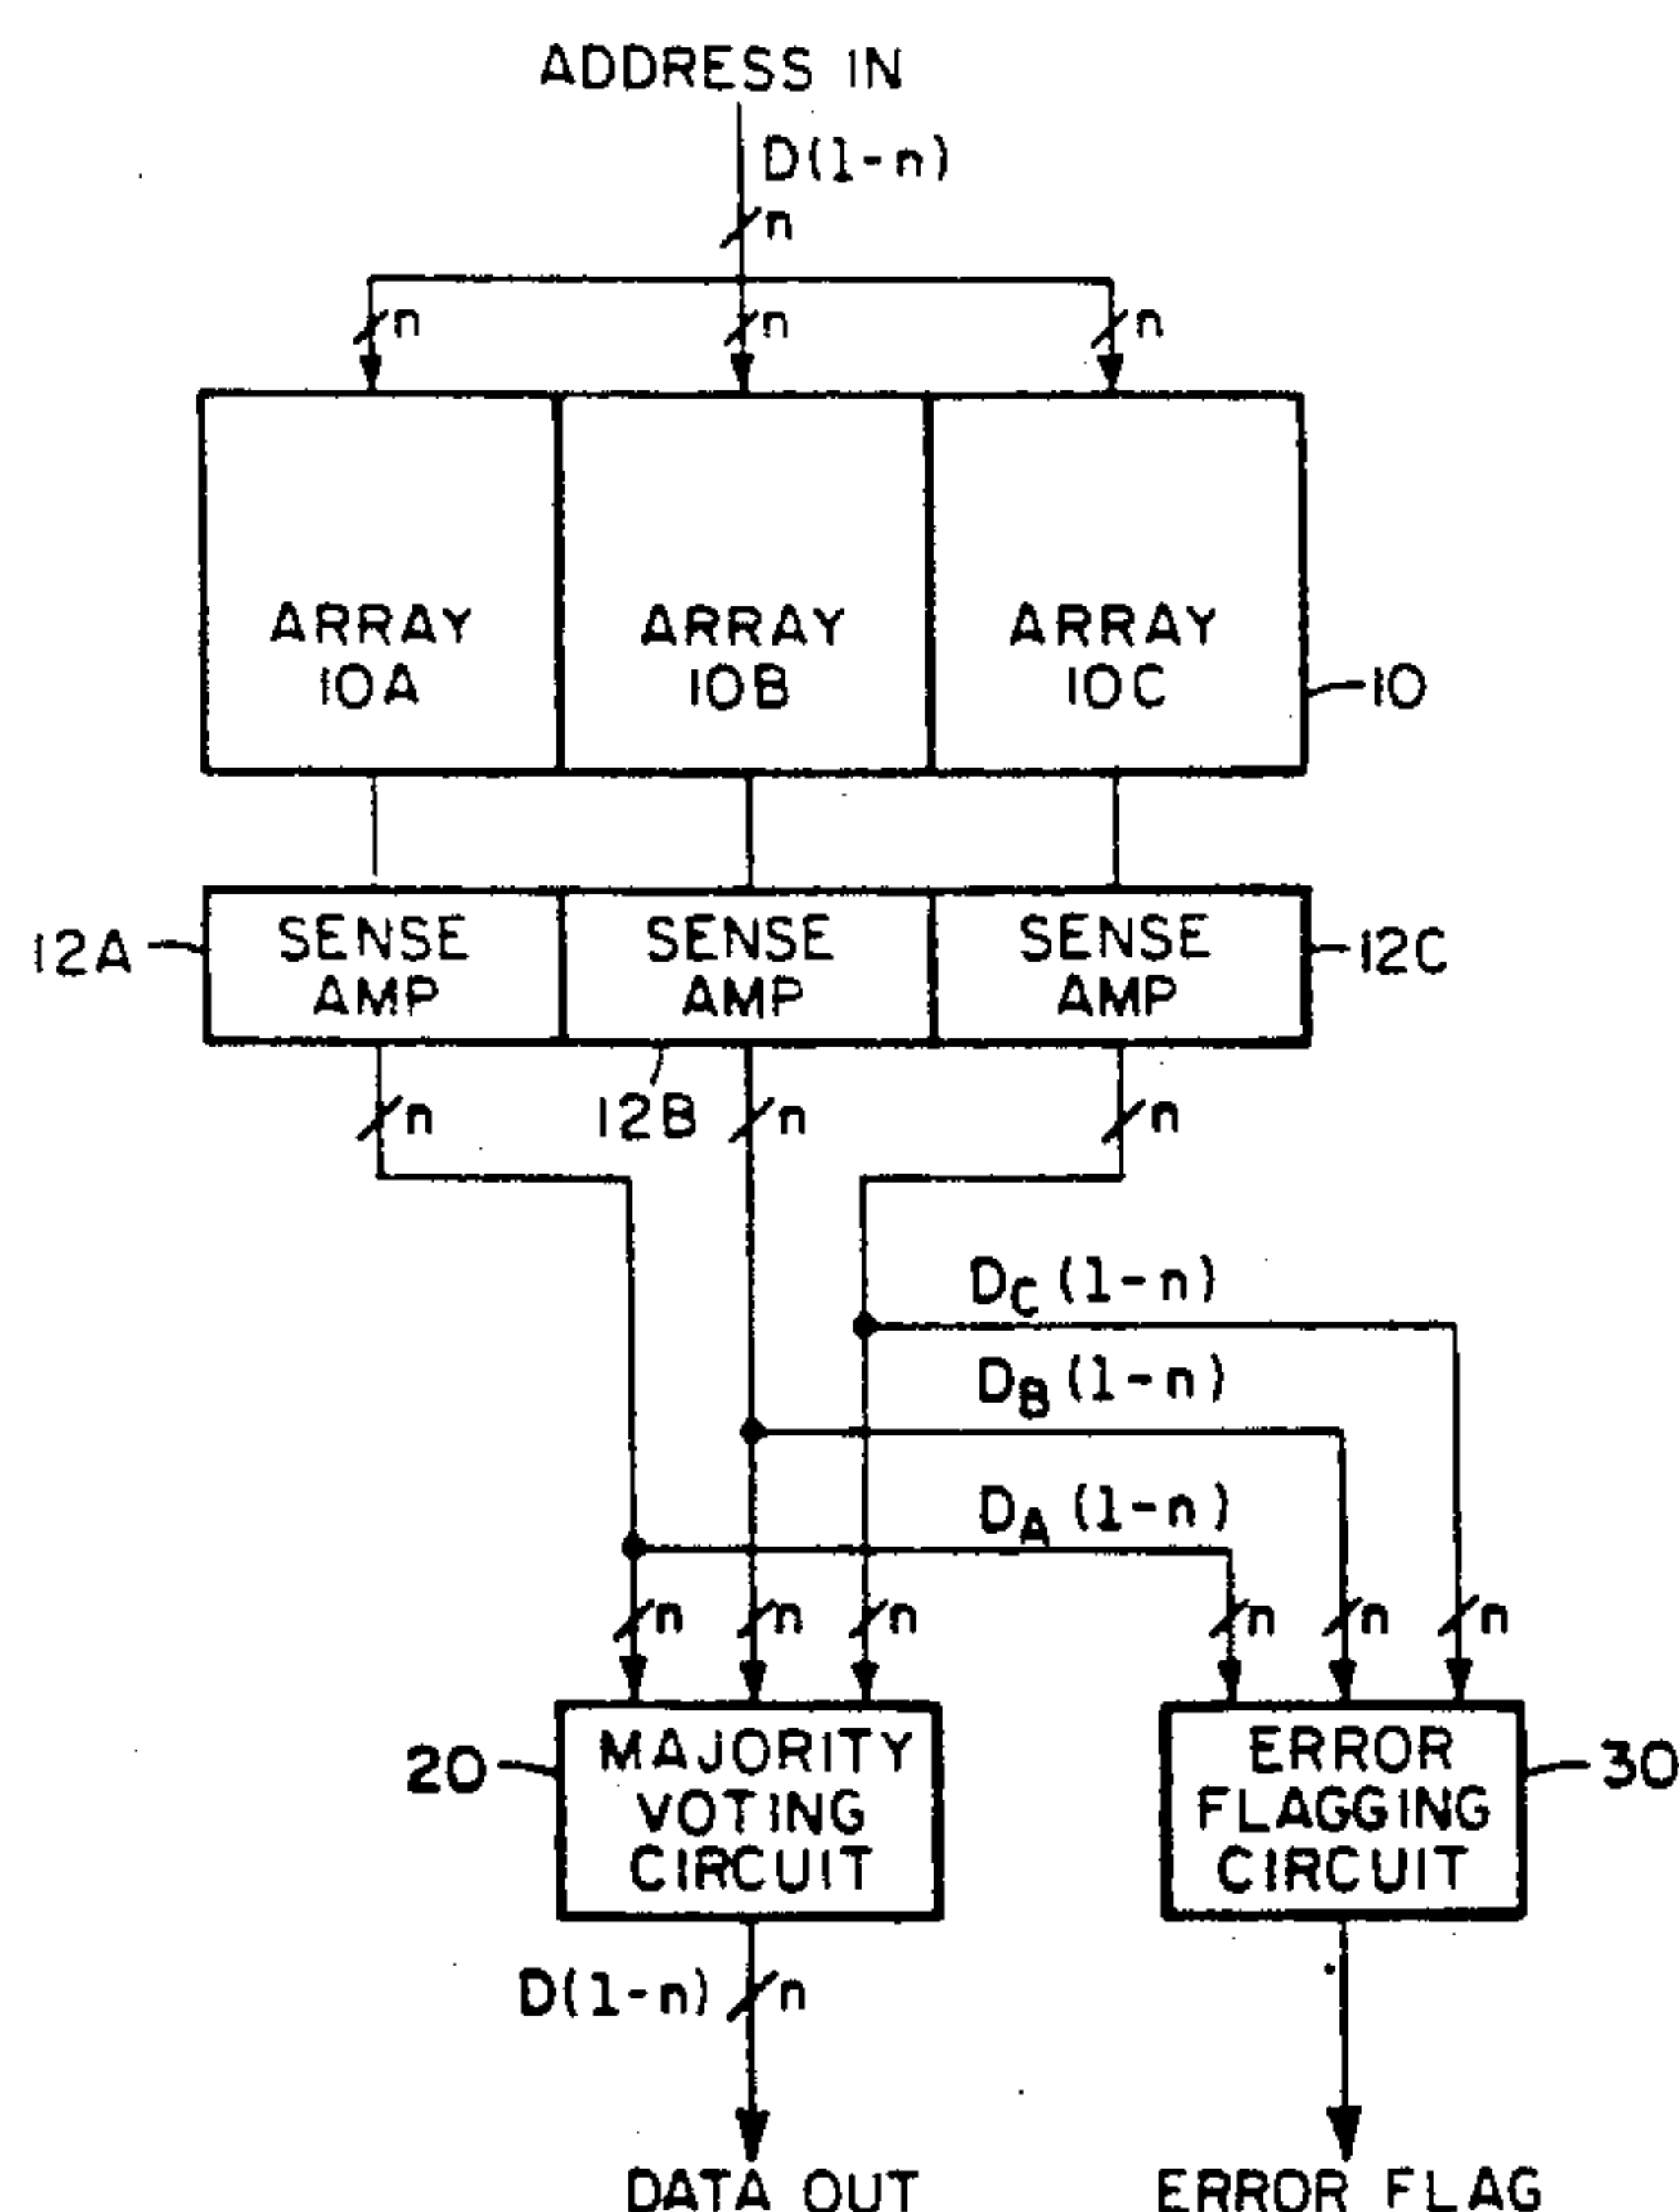 ADDRESS IN
D(1-n)
n
n n n
ARRAY 10A
ARRAY 10B
ARRAY 10C
10
12A
SENSE AMP
SENSE AMP
SENSE AMP
12C
n
12B
n
n
DC (1-n)
DB (1-n)
DA (1-n)
n n n n n n
20
MAJORITY VOTING CIRCUIT
ERROR FLAGGING CIRCUIT
30
D(1-n)
n
DATA OUT
ERROR FLAG